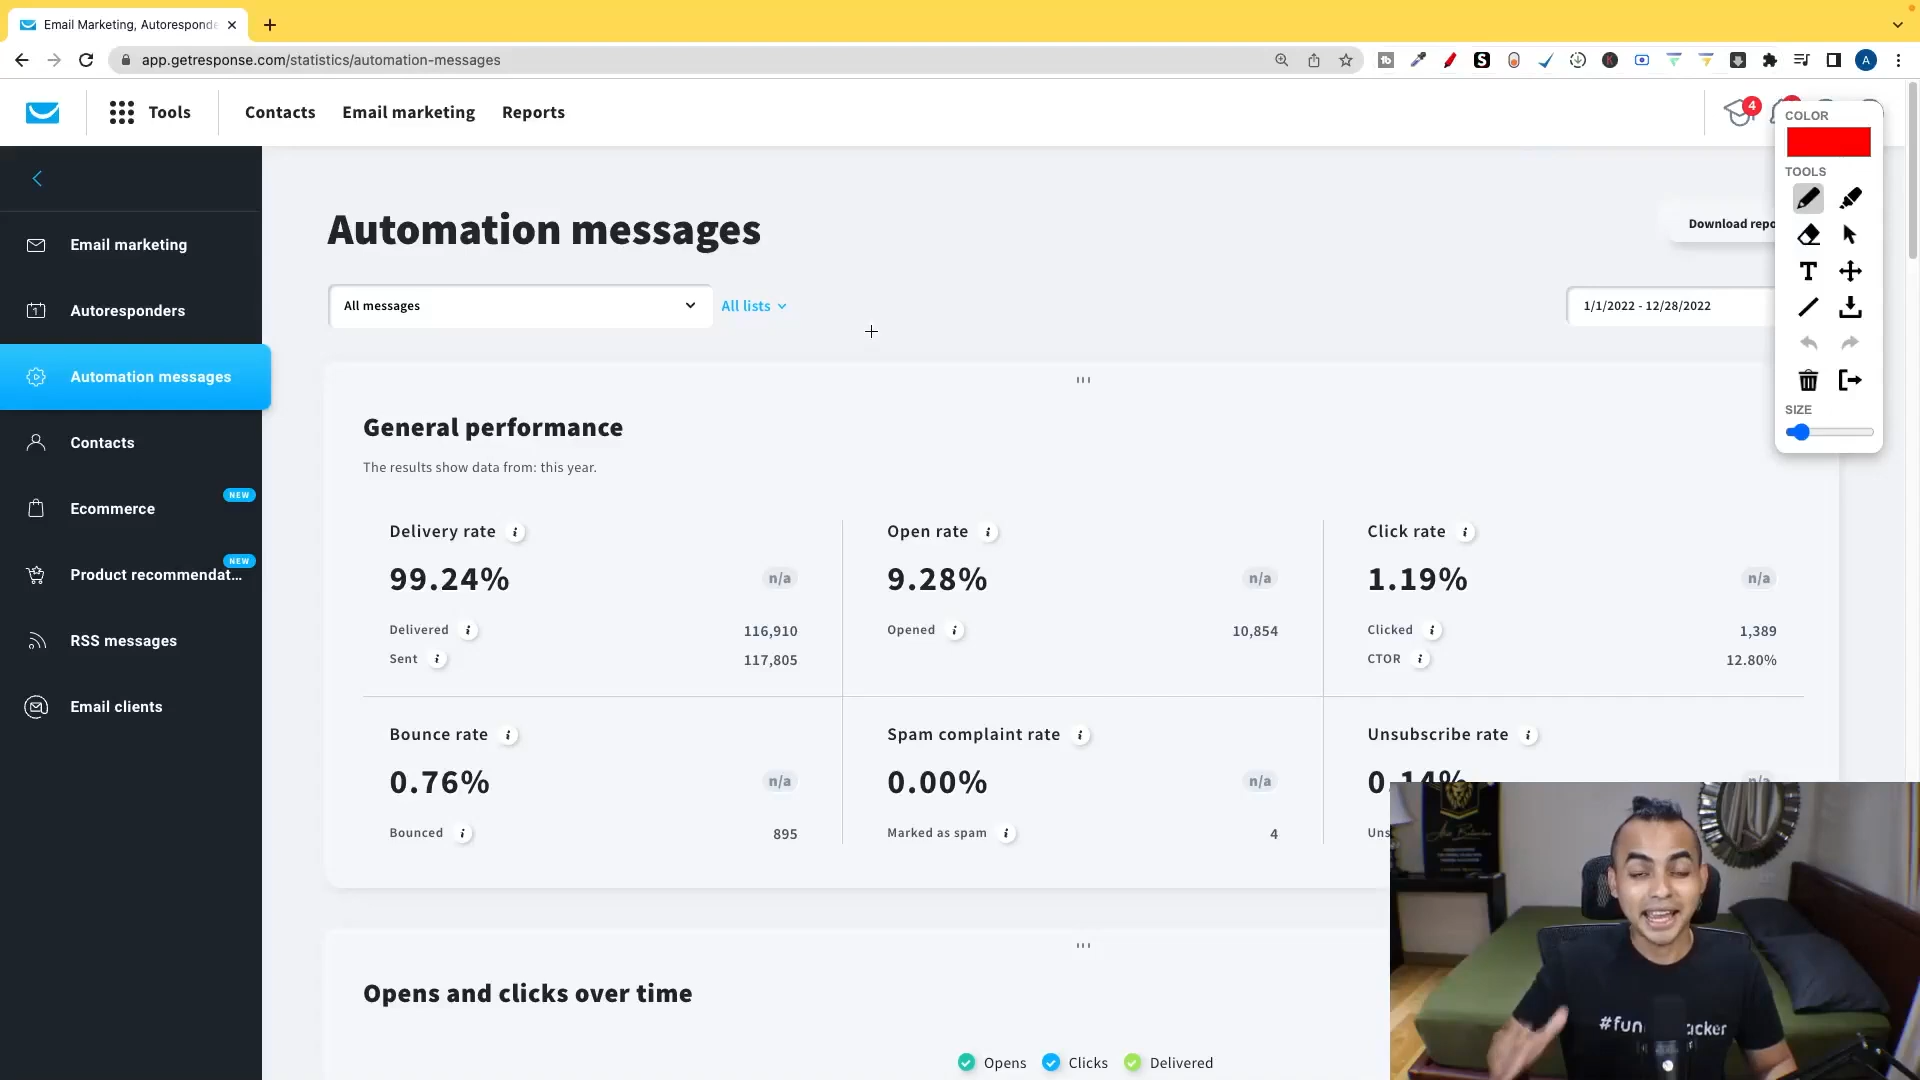 Email Marketing, Autoresponde
app.getresponse.com/statistics/automation-messages
Tools
Contacts
Email marketing
Reports
4
COLOR
TOOLS
SIZE
Email marketing
Autoresponders
Automation messages
Contacts
Ecommerce
NEW
Product recommendat...
NEW
RSS messages
Email clients
Automation messages
Download repo
All messages
All lists
1/1/2022 - 12/28/2022
General performance
The results show data from: this year.
Delivery rate
99.24%
n/a
Delivered
116,910
Sent
117,805
Open rate
9.28%
n/a
Opened
10,854
Click rate
1.19%
n/a
Clicked
1,389
CTOR
12.80%
Bounce rate
0.76%
n/a
Bounced
895
Spam complaint rate
0.00%
n/a
Marked as spam
4
Unsubscribe rate
0.14%
n/a
Uns
Opens and clicks over time
Opens
Clicks
Delivered